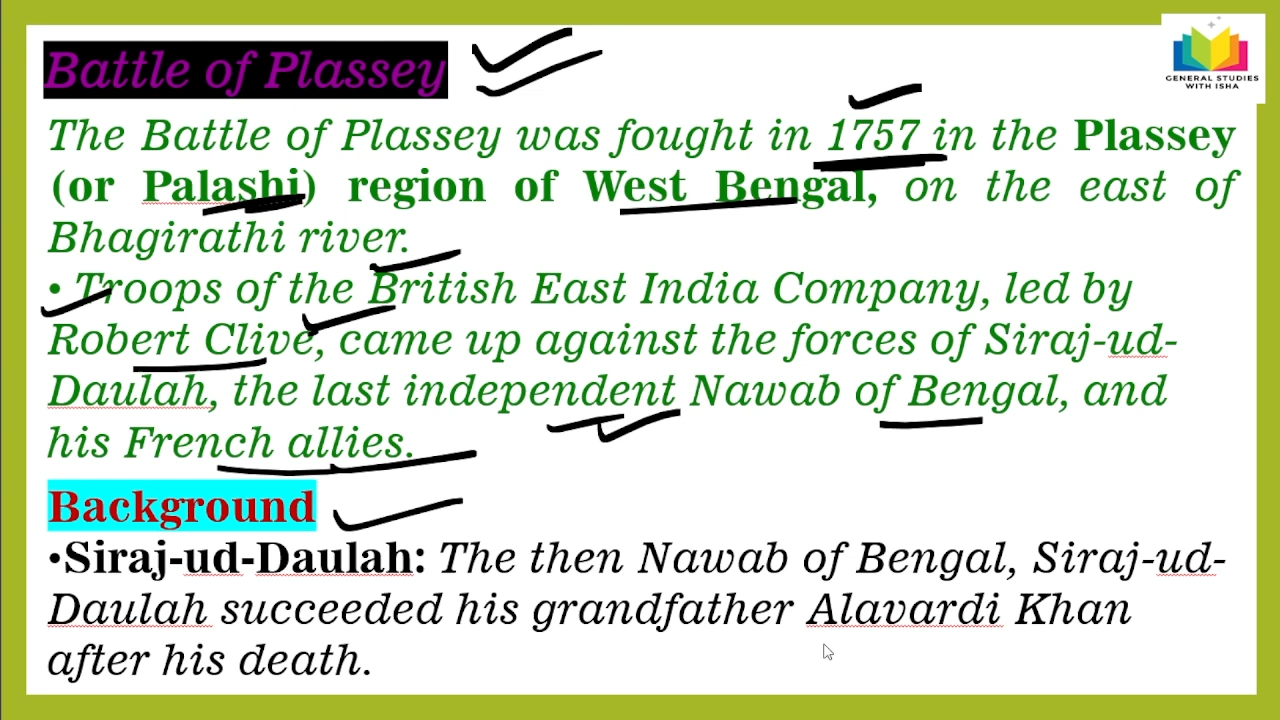 Battle of Plassey
GENERAL STUDIES
WITH ISHA
The Battle of Plassey was fought in 1757 in the Plassey
(or Palashi) region of West Bengal, on the east of
Bhagirathi river.
• Troops of the British East India Company, led by
Robert Clive, came up against the forces of Siraj-ud-
Daulah, the last independent Nawab of Bengal, and
his French allies.
Background
•Siraj-ud-Daulah: The then Nawab of Bengal, Siraj-ud-
Daulah succeeded his grandfather Alavardi Khan
after his death.